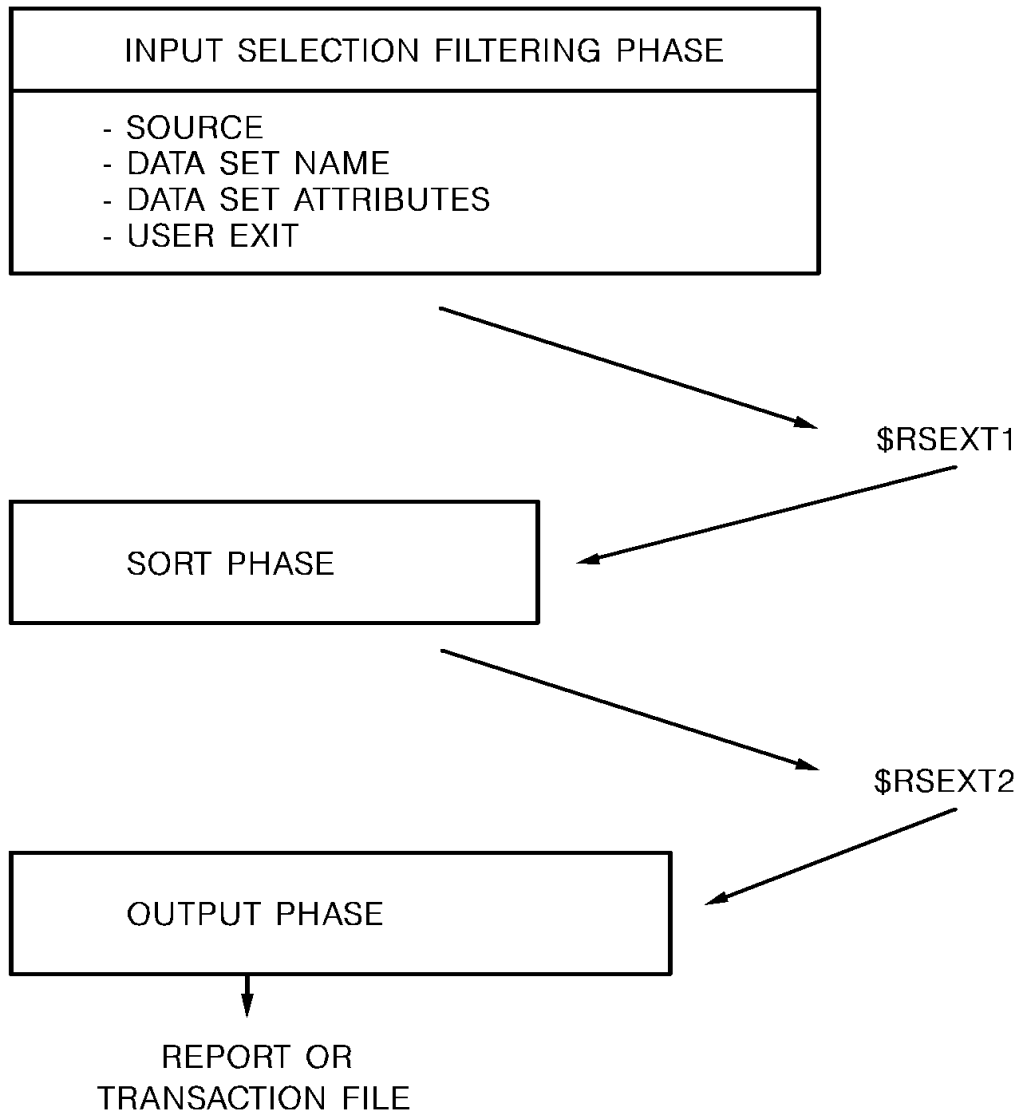 INPUT SELECTION FILTERING PHASE
- SOURCE
- DATA SET NAME
- DATA SET ATTRIBUTES
- USER EXIT
$RSEXT1
SORT PHASE
$RSEXT2
OUTPUT PHASE
REPORT OR
TRANSACTION FILE